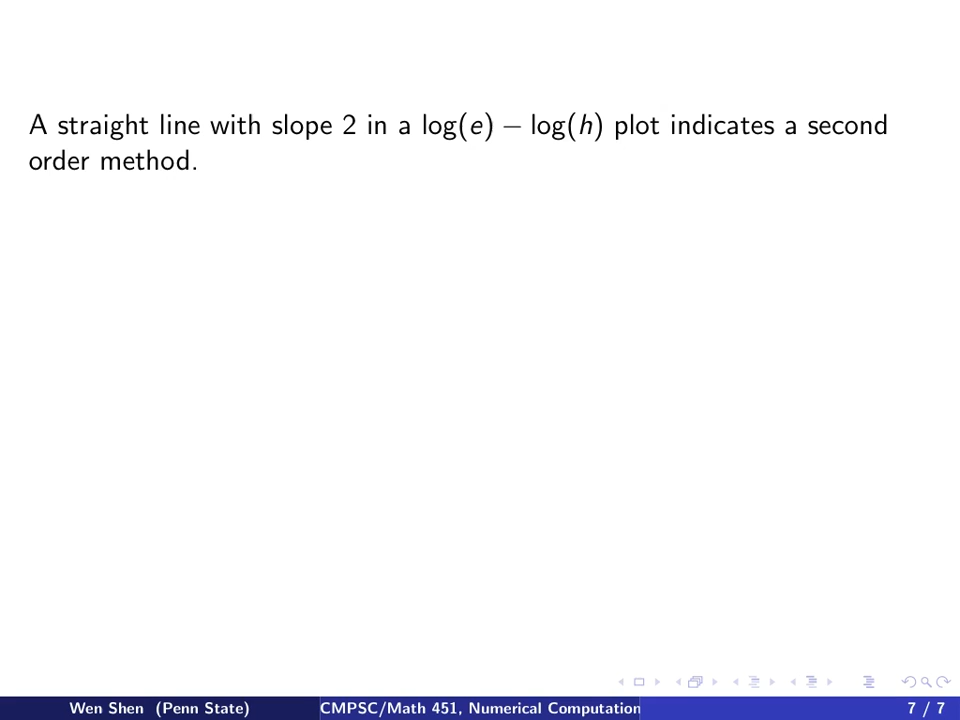 A straight line with slope 2 in a log(e) − log(h) plot indicates a second
order method.
Wen Shen (Penn State) CMPSC/Math 451, Numerical Computation 7 / 7